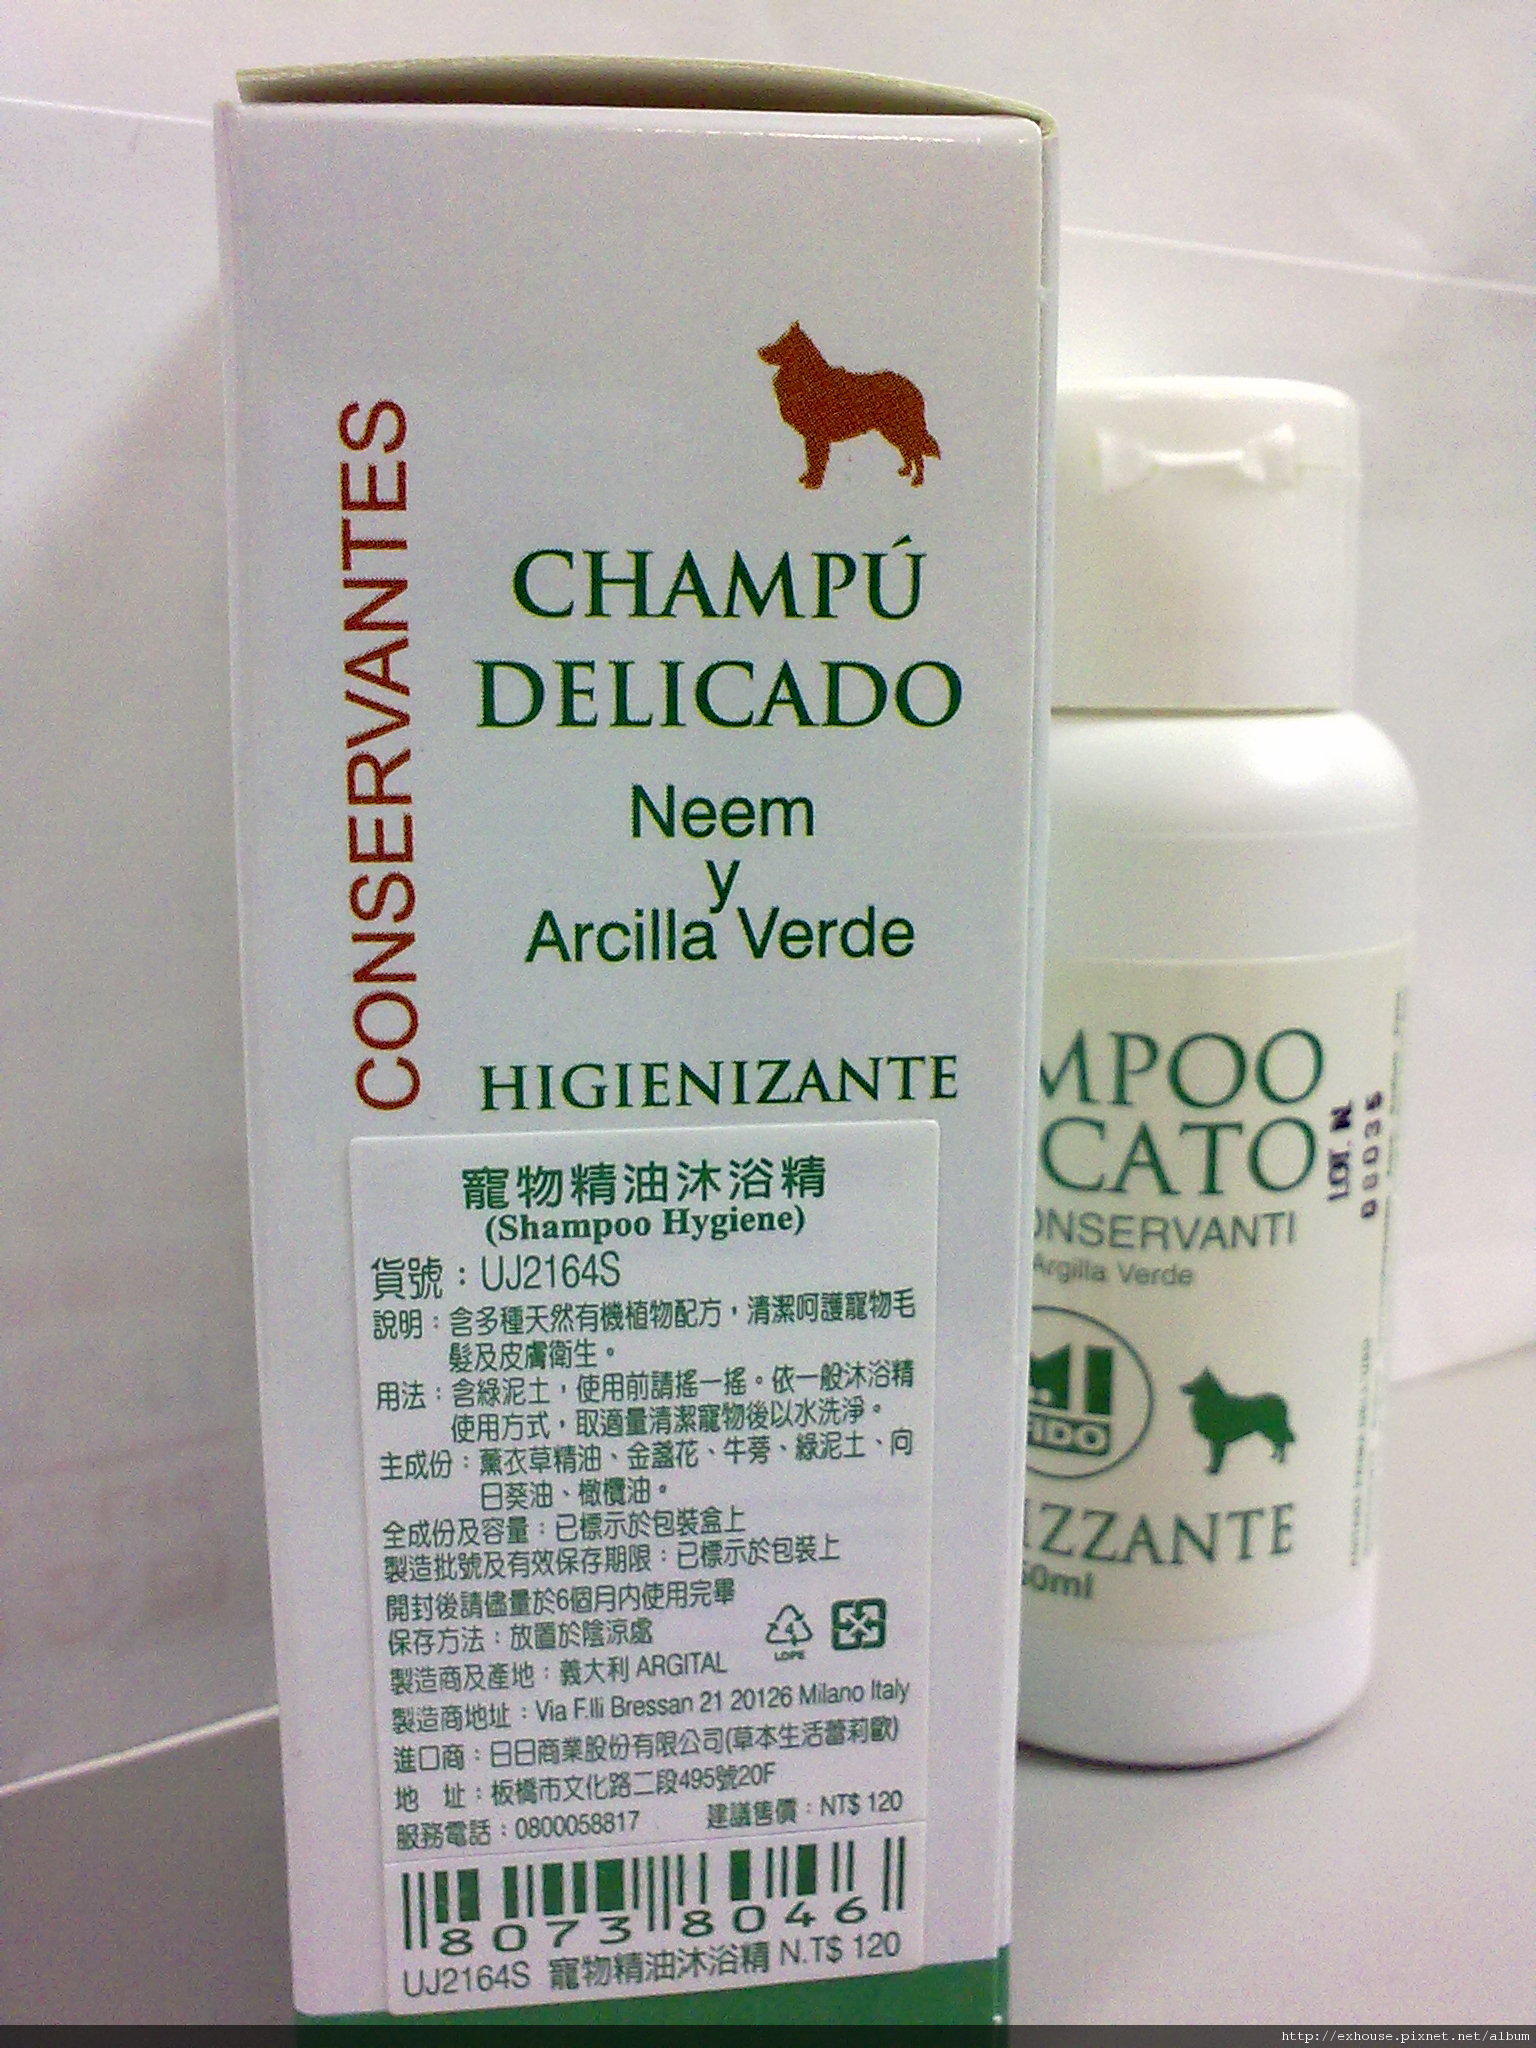 CONSERVANTES
CHAMPÚ
DELICADO
Neem
y
Arcilla Verde
HIGIENIZANTE
寵物精油沐浴精
(Shampoo Hygiene)
貨號：UJ2164S
說明：含多種天然有機植物配方，清潔呵護寵物毛
髮及皮膚衛生。
用法：含綠泥土，使用前請搖一搖。依一般沐浴精
使用方式，取適量清潔寵物後以水洗淨。
主成份：薰衣草精油、金盞花、牛蒡、綠泥土、向
日葵油、橄欖油。
全成份及容量：已標示於包裝盒上
製造批號及有效保存期限：已標示於包裝上
開封後請儘量於6個月內使用完畢
保存方法：放置於陰涼處
4
LDPE
製造商及產地：義大利 ARGITAL
製造商地址：Via F.lli Bressan 21 20126 Milano Italy
進口商：日日商業股份有限公司(草本生活蕾莉歐)
地 址：板橋市文化路二段495號20F
服務電話：0800058817 建議售價：NT$ 120
8073 8046
UJ2164S 寵物精油沐浴精 N.T$ 120
MPOO
CATO
ONSERVANTI
Argilla Verde
LOT. N.
FIDO
IZZANTE
50ml
http://exhouse.pixnet.net/album